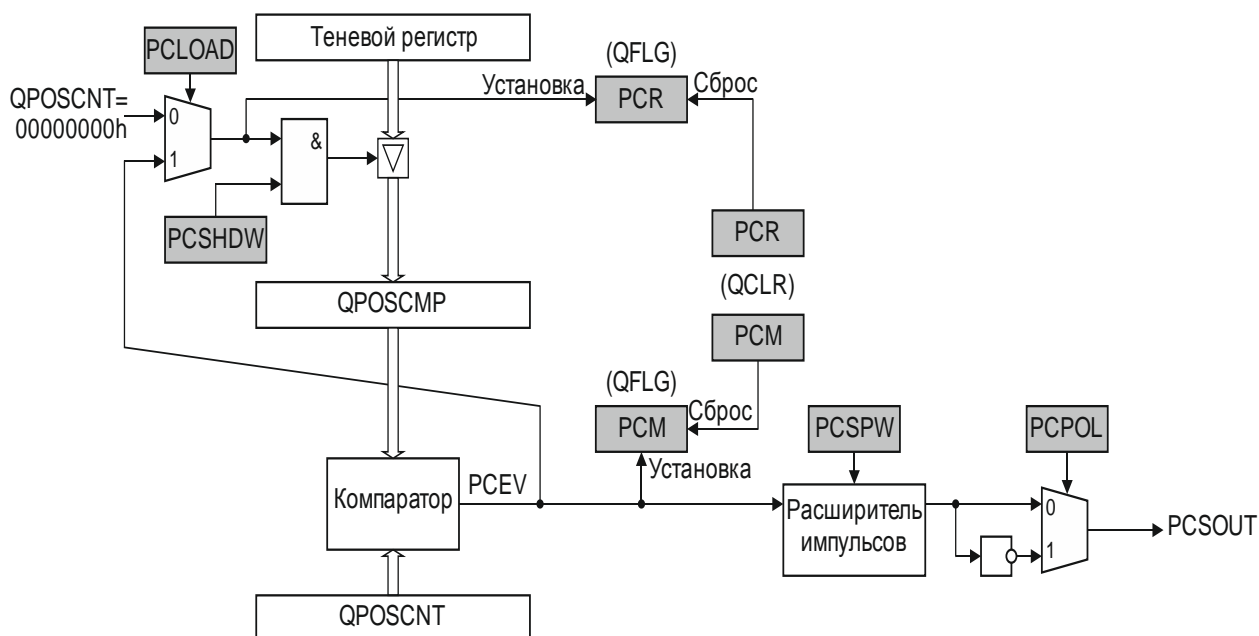 Теневой регистр
PCLOAD
(QFLG)
QPOSCNT=
00000000h
0
1
Установка
PCR
Сброс
&
PCSHDW
PCR
QPOSCMP
(QCLR)
PCM
(QFLG)
PCM
Сброс
Установка
PCSPW
PCPOL
Компаратор
PCEV
Расширитель
импульсов
0
1
PCSOUT
QPOSCNT